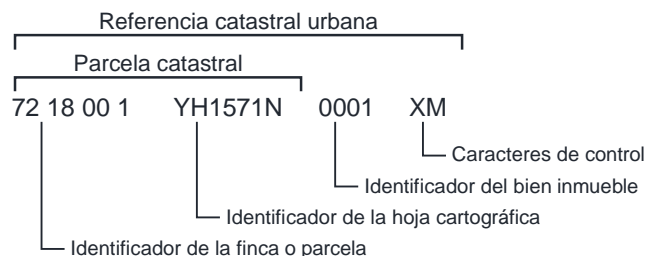 Referencia catastral urbana
Parcela catastral
72 18 00 1 YH1571N 0001 XM
Caracteres de control
Identificador del bien inmueble
Identificador de la hoja cartográfica
Identificador de la finca o parcela